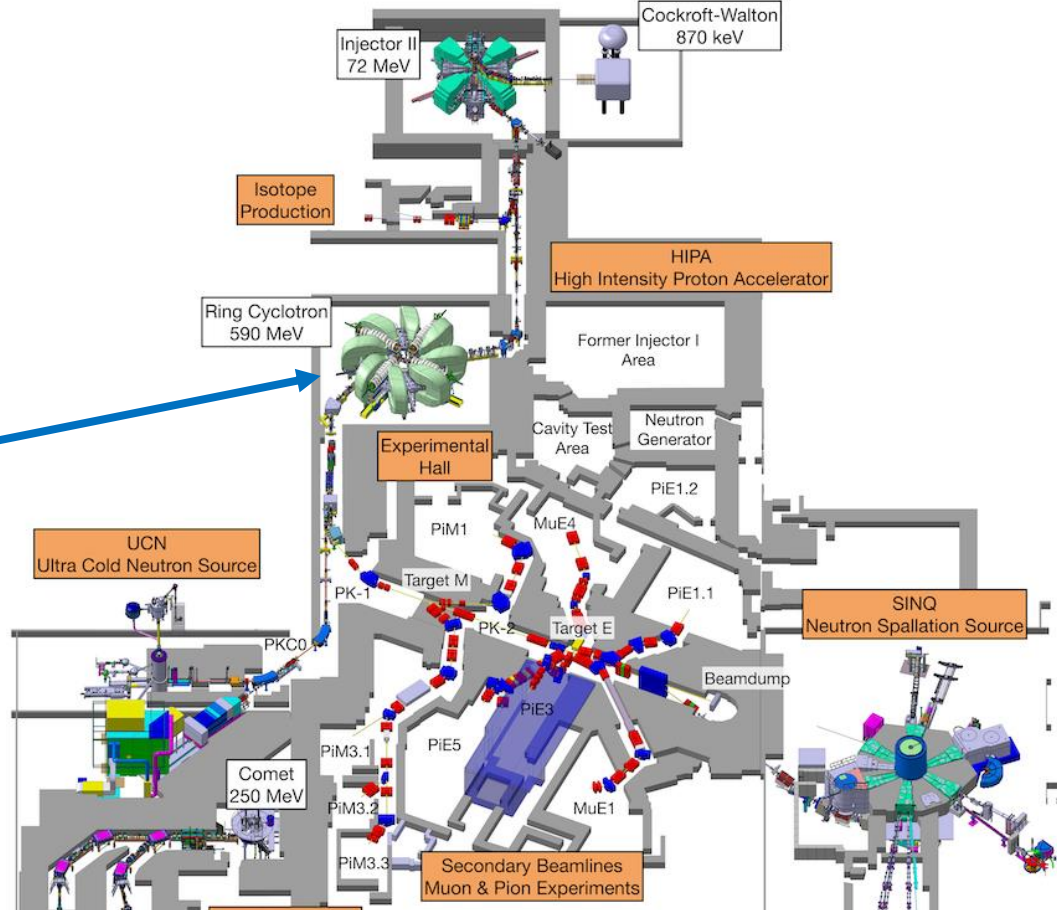 Cockroft-Walton
870 keV
Injector II
72 MeV
Isotope
Production
HIPA
High Intensity Proton Accelerator
Ring Cyclotron
590 MeV
Former Injector I
Area
Cavity Test
Area
Neutron
Generator
Experimental
Hall
PiE1.2
PiM1
MuE4
UCN
Ultra Cold Neutron Source
Target M
PK-1
PiE1.1
SINQ
Neutron Spallation Source
PK-2
Target E
PKC0
Beamdump
PiE3
PiM3.1
PiE5
Comet
250 MeV
PiM3.2
MuE1
PiM3.3
Secondary Beamlines
Muon & Pion Experiments